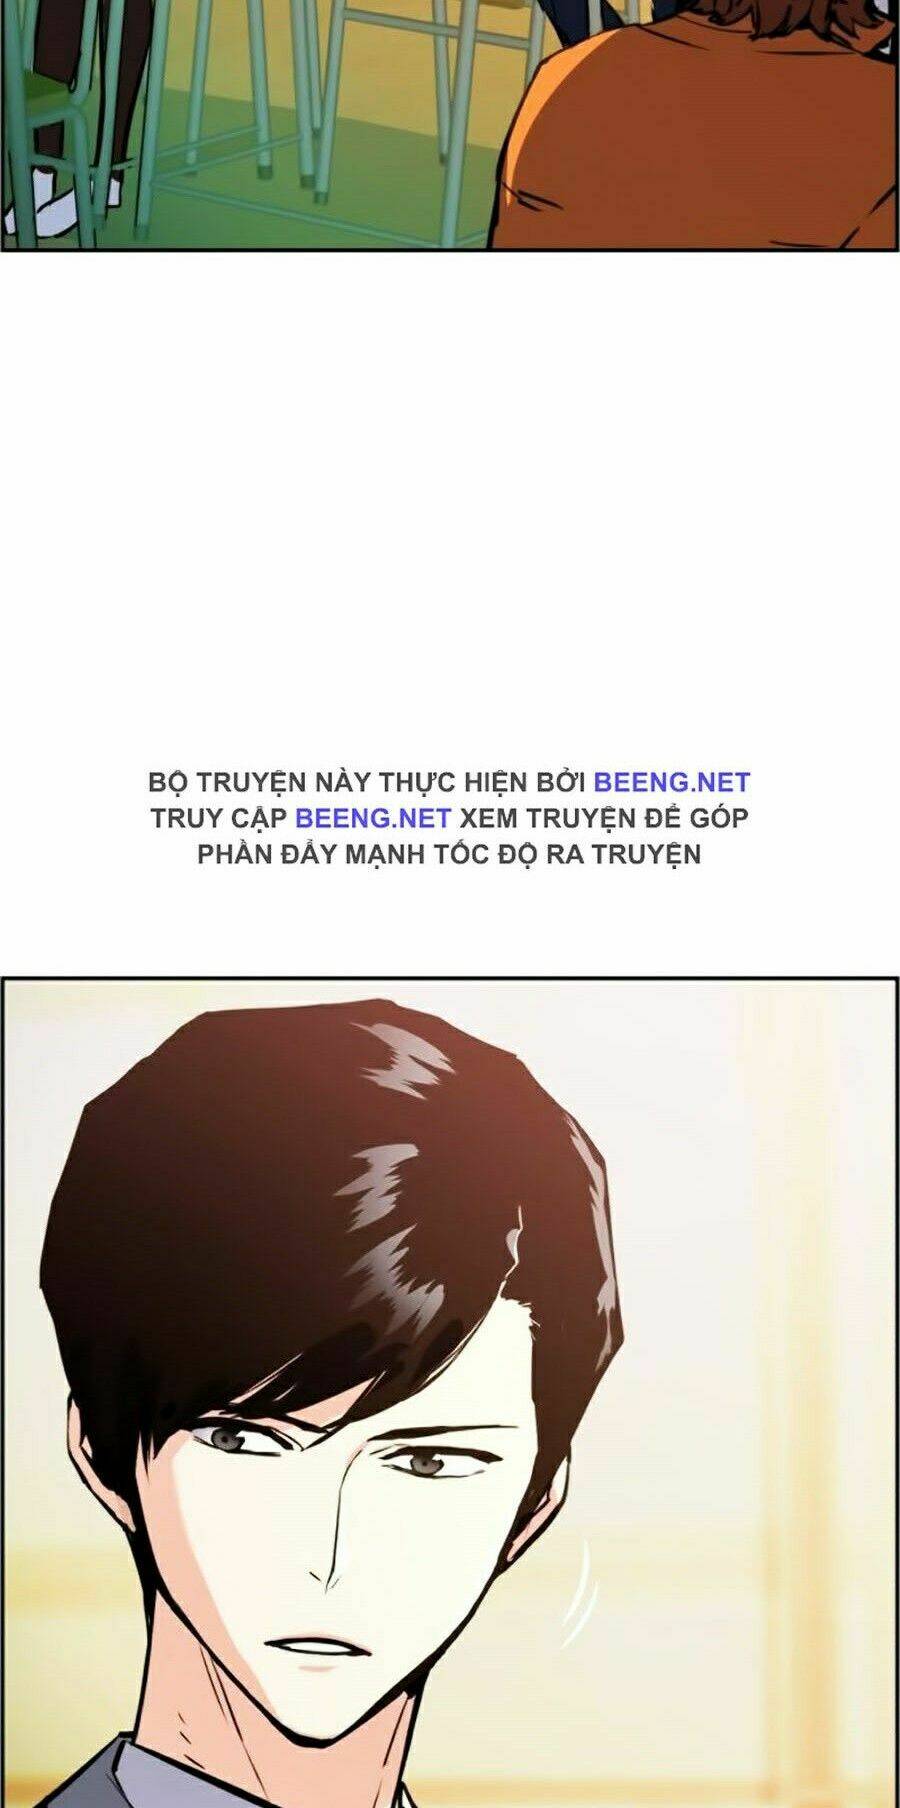 BỘ TRUYỆN NÀY THỰC HIỆN BỞI BEENG.NET
TRUY CẬP BEENG.NET XEM TRUYỆN ĐỂ GÓP
PHẦN ĐẨY MẠNH TỐC ĐỘ RA TRUYỆN